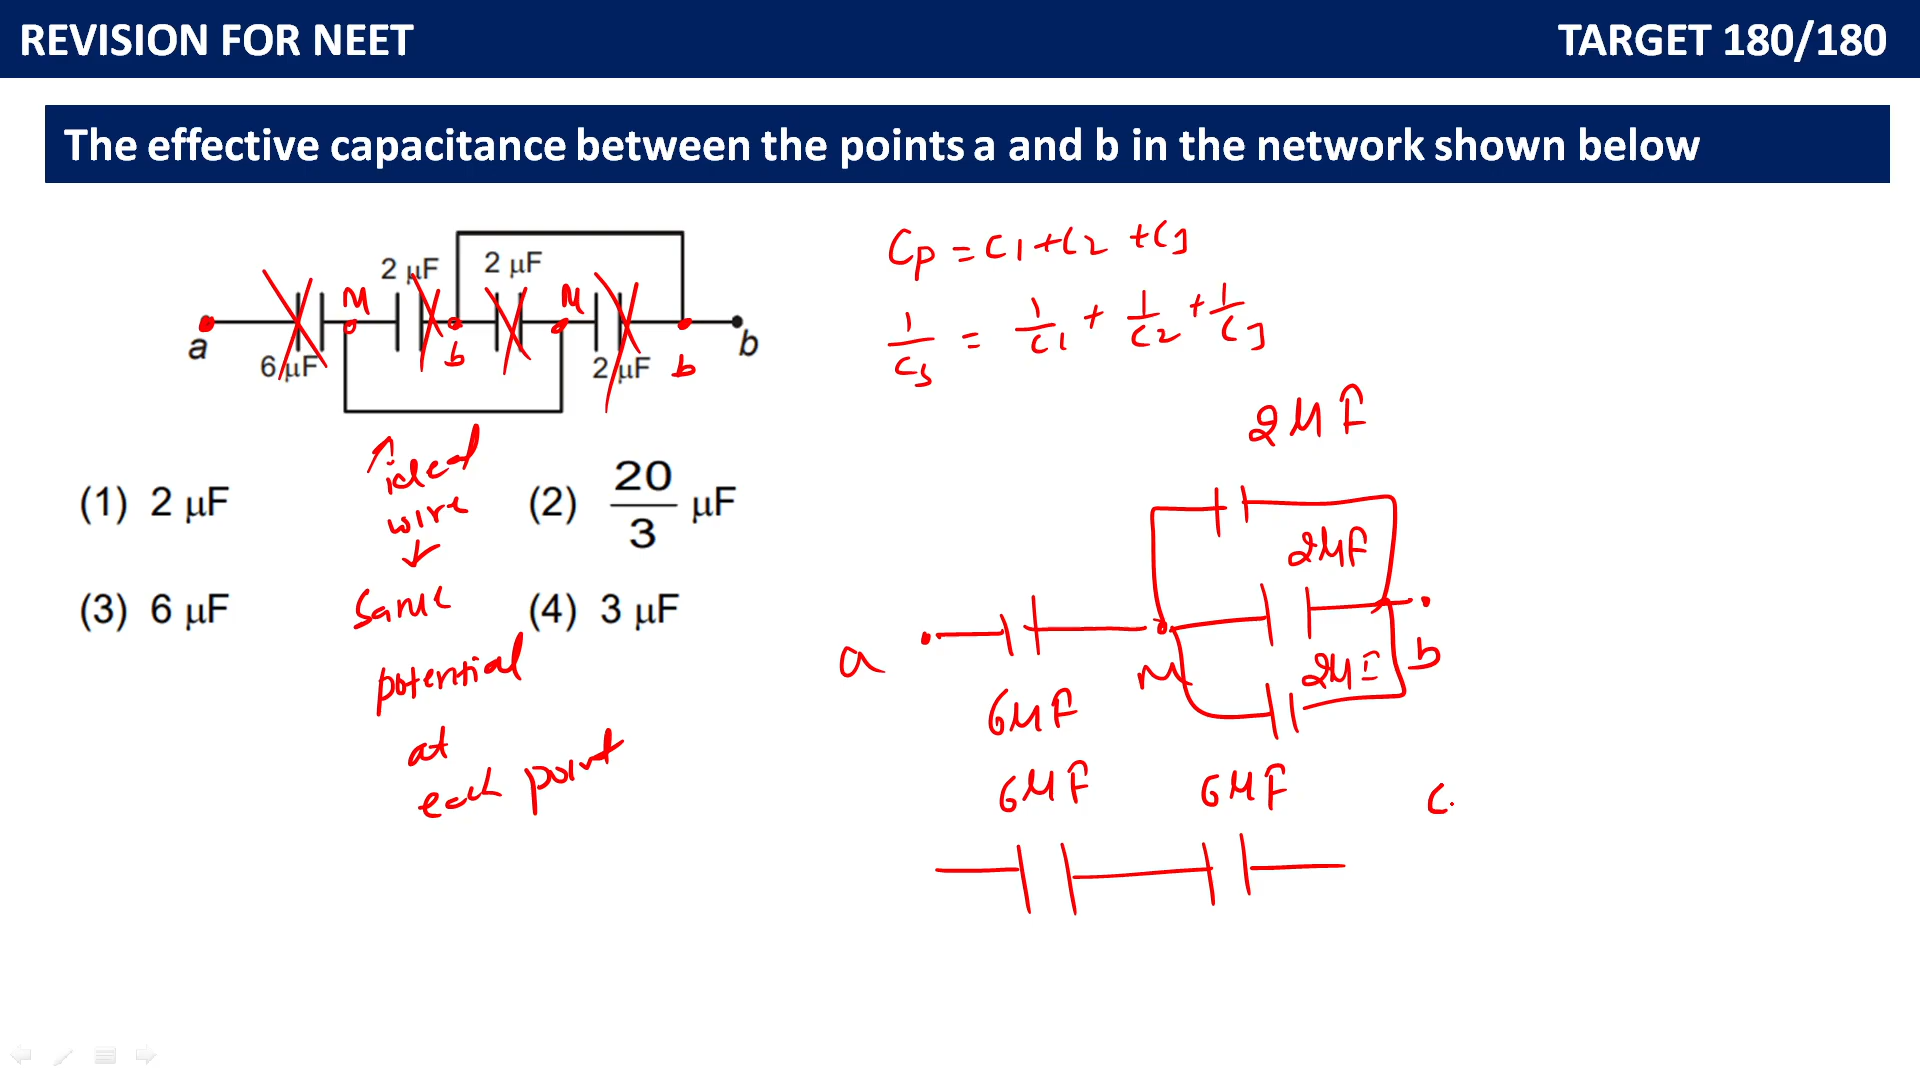 REVISION FOR NEET
TARGET 180/180
The effective capacitance between the points a and b in the network shown below
2 μF
2 μF
M
M
a
6 μF
b
2 μF
b
b
(1) 2 μF
(2) 20/3 μF
(3) 6 μF
(4) 3 μF
ideal
wire
same
potential
at
each point
Cp = C1 + C2 + C3
1/Cs = 1/C1 + 1/C2 + 1/C3
2μF
2μF
2μF
a
M
b
6μF
6μF
6μF
C